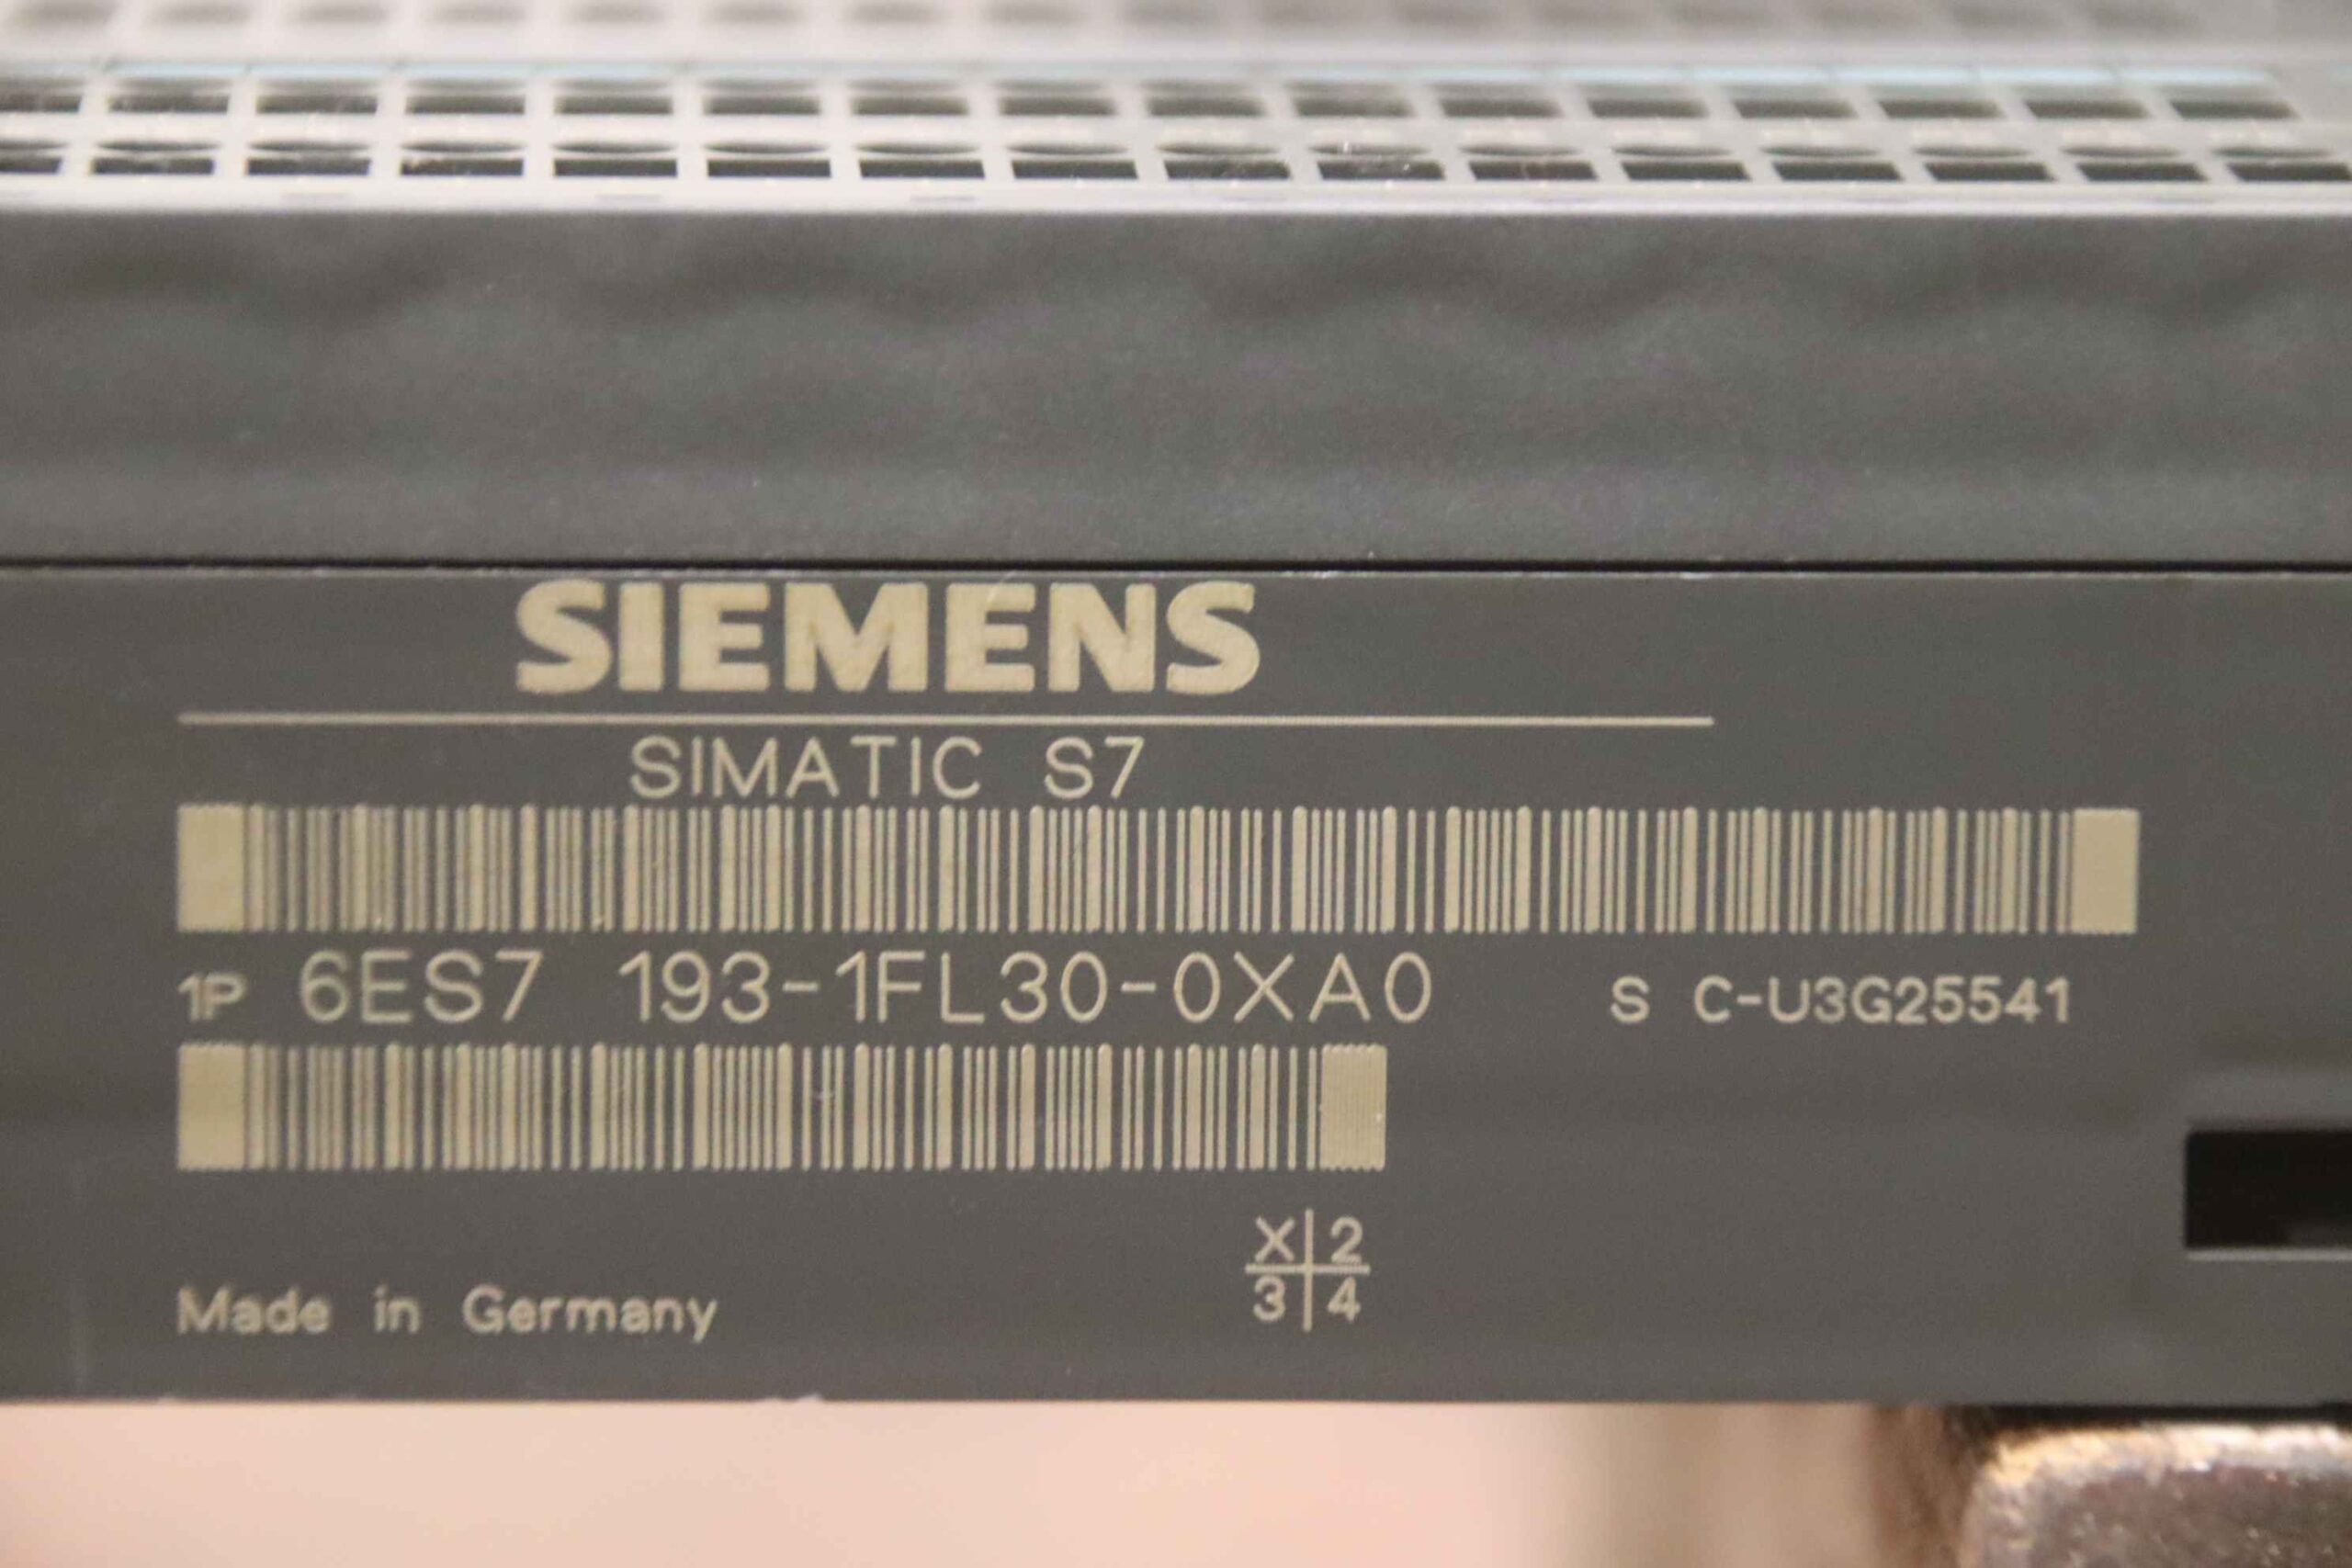 SIEMENS
SIMATIC S7
1P 6ES7 193-1FL30-0XA0 S C-U3G25541
X 2
3 4
Made in Germany